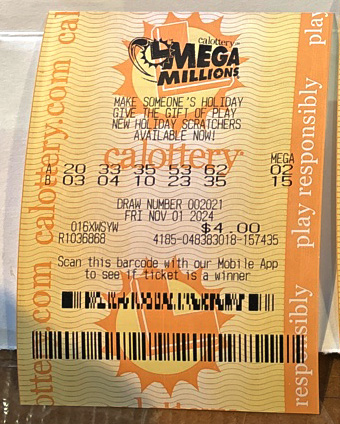 calottery
MEGA
MILLIONS
MAKE SOMEONE'S HOLIDAY
GIVE THE GIFT OF PLAY
NEW HOLIDAY SCRATCHERS
AVAILABLE NOW!
calottery
MEGA
A: 20 33 35 53 62 02
B: 03 04 10 23 35 15
DRAW NUMBER 002021
FRI NOV 01 2024
016XWSYW $4.00
R1036868 4185-048383018-157435
Scan this barcode with our Mobile App
to see if ticket is a winner
calottery.com
play responsibly